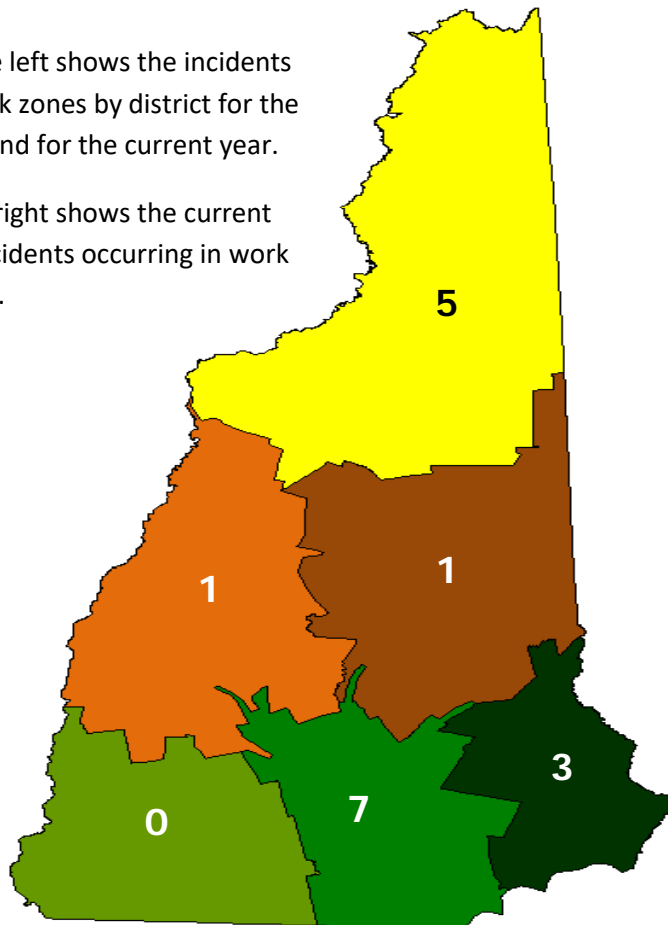 e left shows the incidents
k zones by district for the
nd for the current year.
right shows the current
cidents occurring in work
.
5
1
1
3
7
0